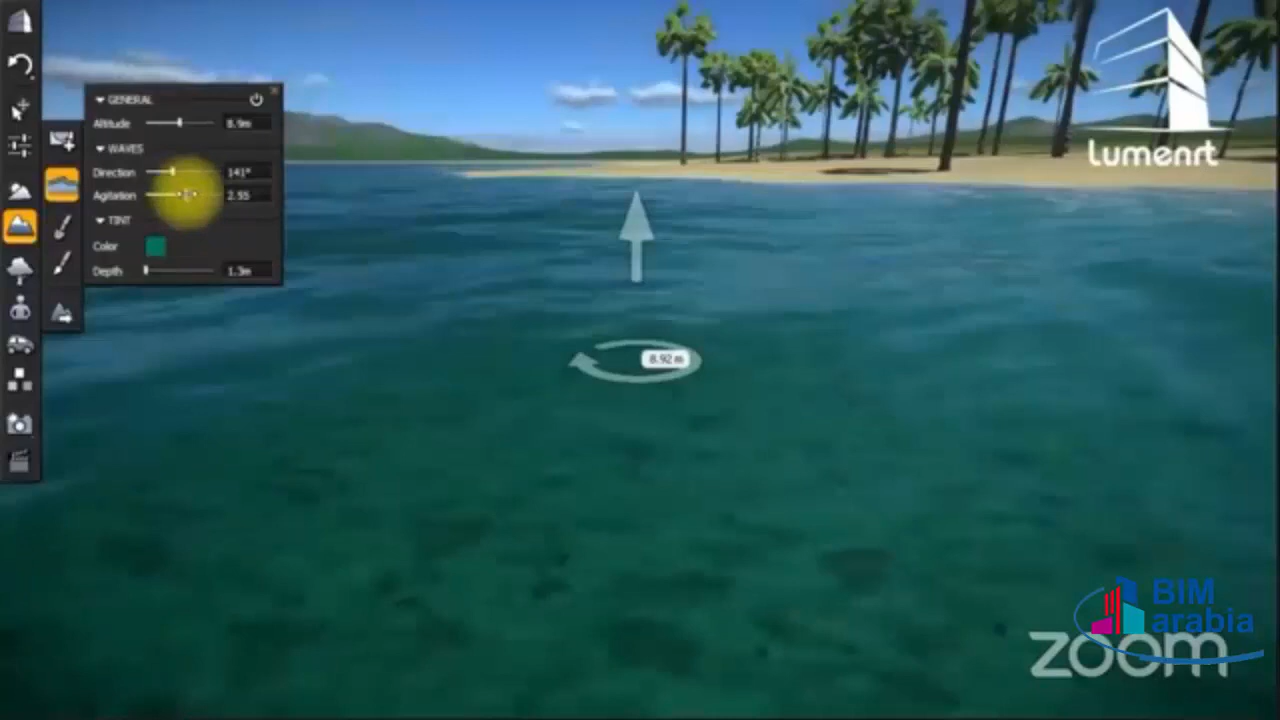 GENERAL
Altitude 8.9m
WAVES
Direction 141°
Agitation 2.55
TINT
Color
Depth 1.3m
8.92 m
Lumenrt
BIM
arabia
zoom